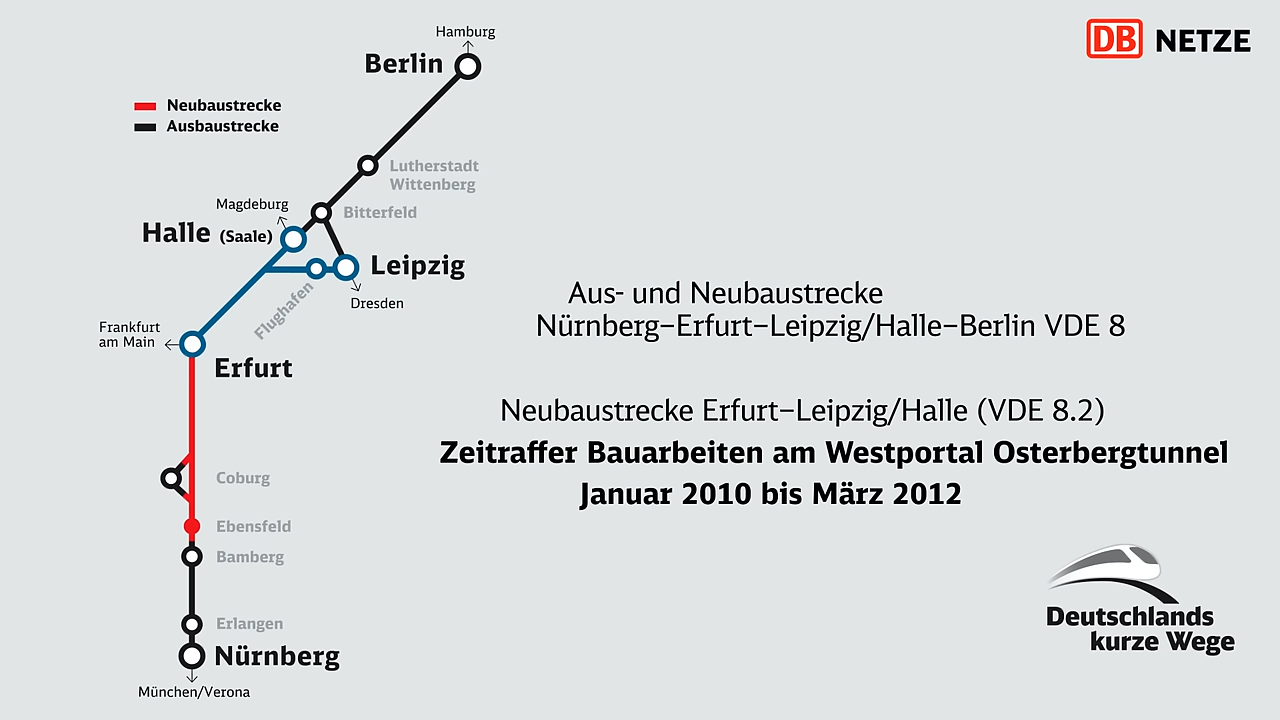 Hamburg
Berlin
DB NETZE
Neubaustrecke
Ausbaustrecke
Lutherstadt
Wittenberg
Magdeburg
Bitterfeld
Halle (Saale)
Leipzig
Flughafen
Dresden
Frankfurt
am Main
Erfurt
Coburg
Ebensfeld
Bamberg
Erlangen
Nürnberg
München/Verona
Aus- und Neubaustrecke
Nürnberg–Erfurt–Leipzig/Halle–Berlin VDE 8
Neubaustrecke Erfurt–Leipzig/Halle (VDE 8.2)
Zeitraffer Bauarbeiten am Westportal Osterbergtunnel
Januar 2010 bis März 2012
Deutschlands
kurze Wege